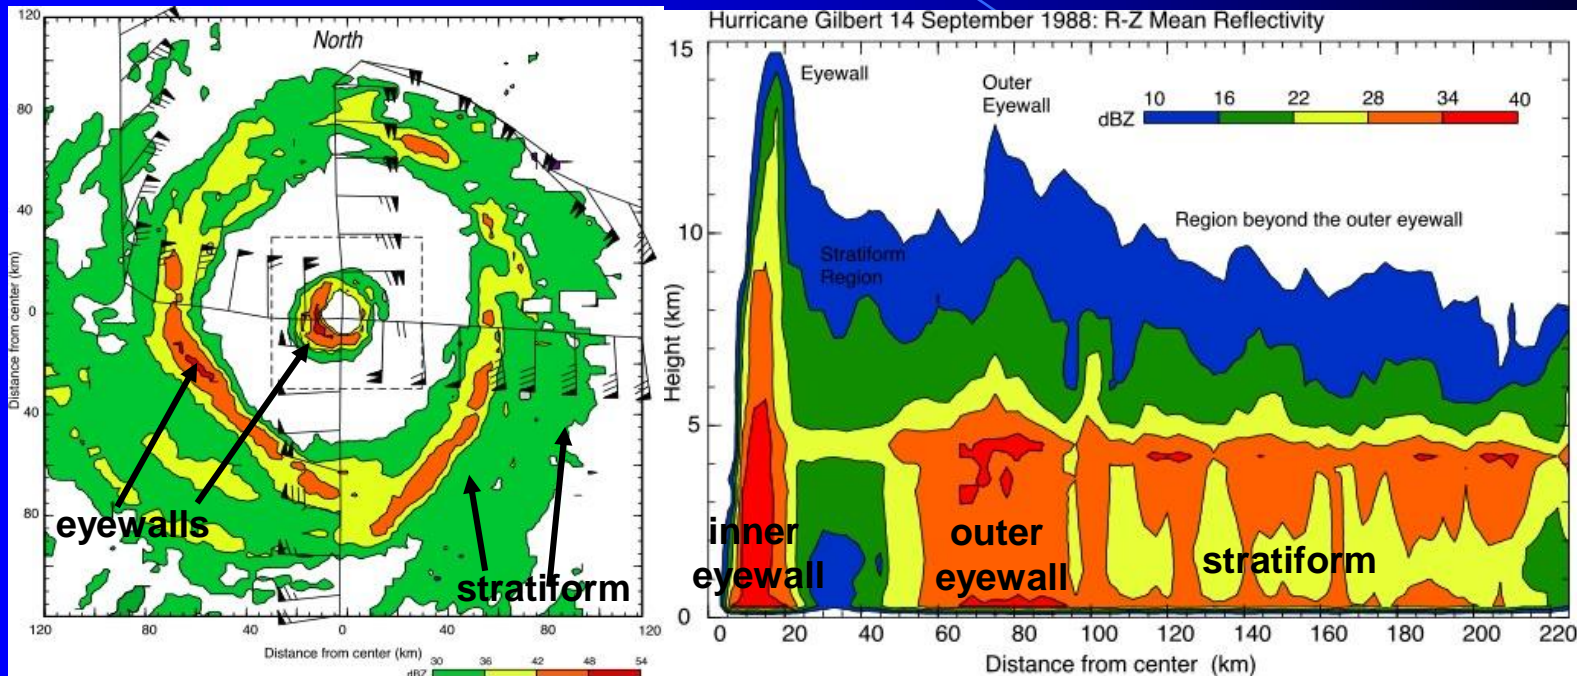 120
80
40
0
40
80
Distance from center (km)
North
eyewalls
stratiform
120
80
40
0
40
80
120
Distance from center (km)
dBZ
30
36
42
48
54
Hurricane Gilbert 14 September 1988: R-Z Mean Reflectivity
15
10
5
0
Height (km)
Eyewall
Outer
Eyewall
10
16
22
28
34
40
dBZ
Region beyond the outer eyewall
Stratiform
Region
inner
eyewall
outer
eyewall
stratiform
0
20
40
60
80
100
120
140
160
180
200
220
Distance from center (km)